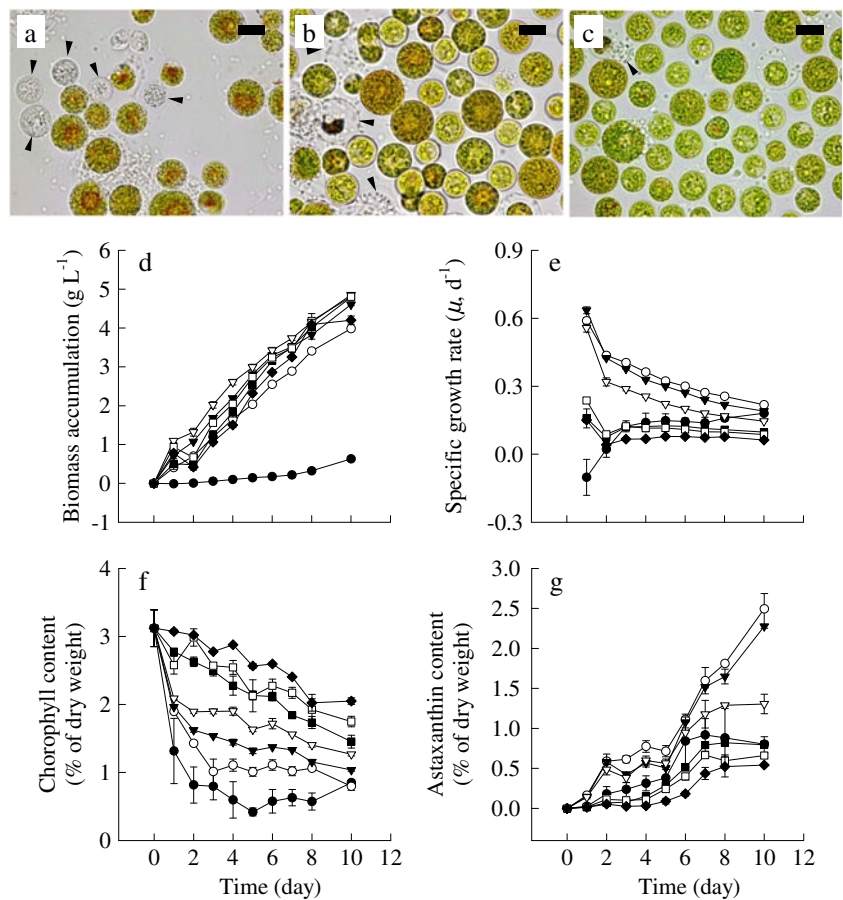 a
b
c
d
Biomass accumulation (g L⁻¹)
6
5
4
3
2
1
0
-1
e
Specific growth rate (μ, d⁻¹)
0.9
0.6
0.3
0.0
-0.3
f
Chorophyll content
(% of dry weight)
4
3
2
1
0
0 2 4 6 8 10 12
Time (day)
g
Astaxanthin content
(% of dry weight)
3.0
2.5
2.0
1.5
1.0
0.5
0.0
0 2 4 6 8 10 12
Time (day)